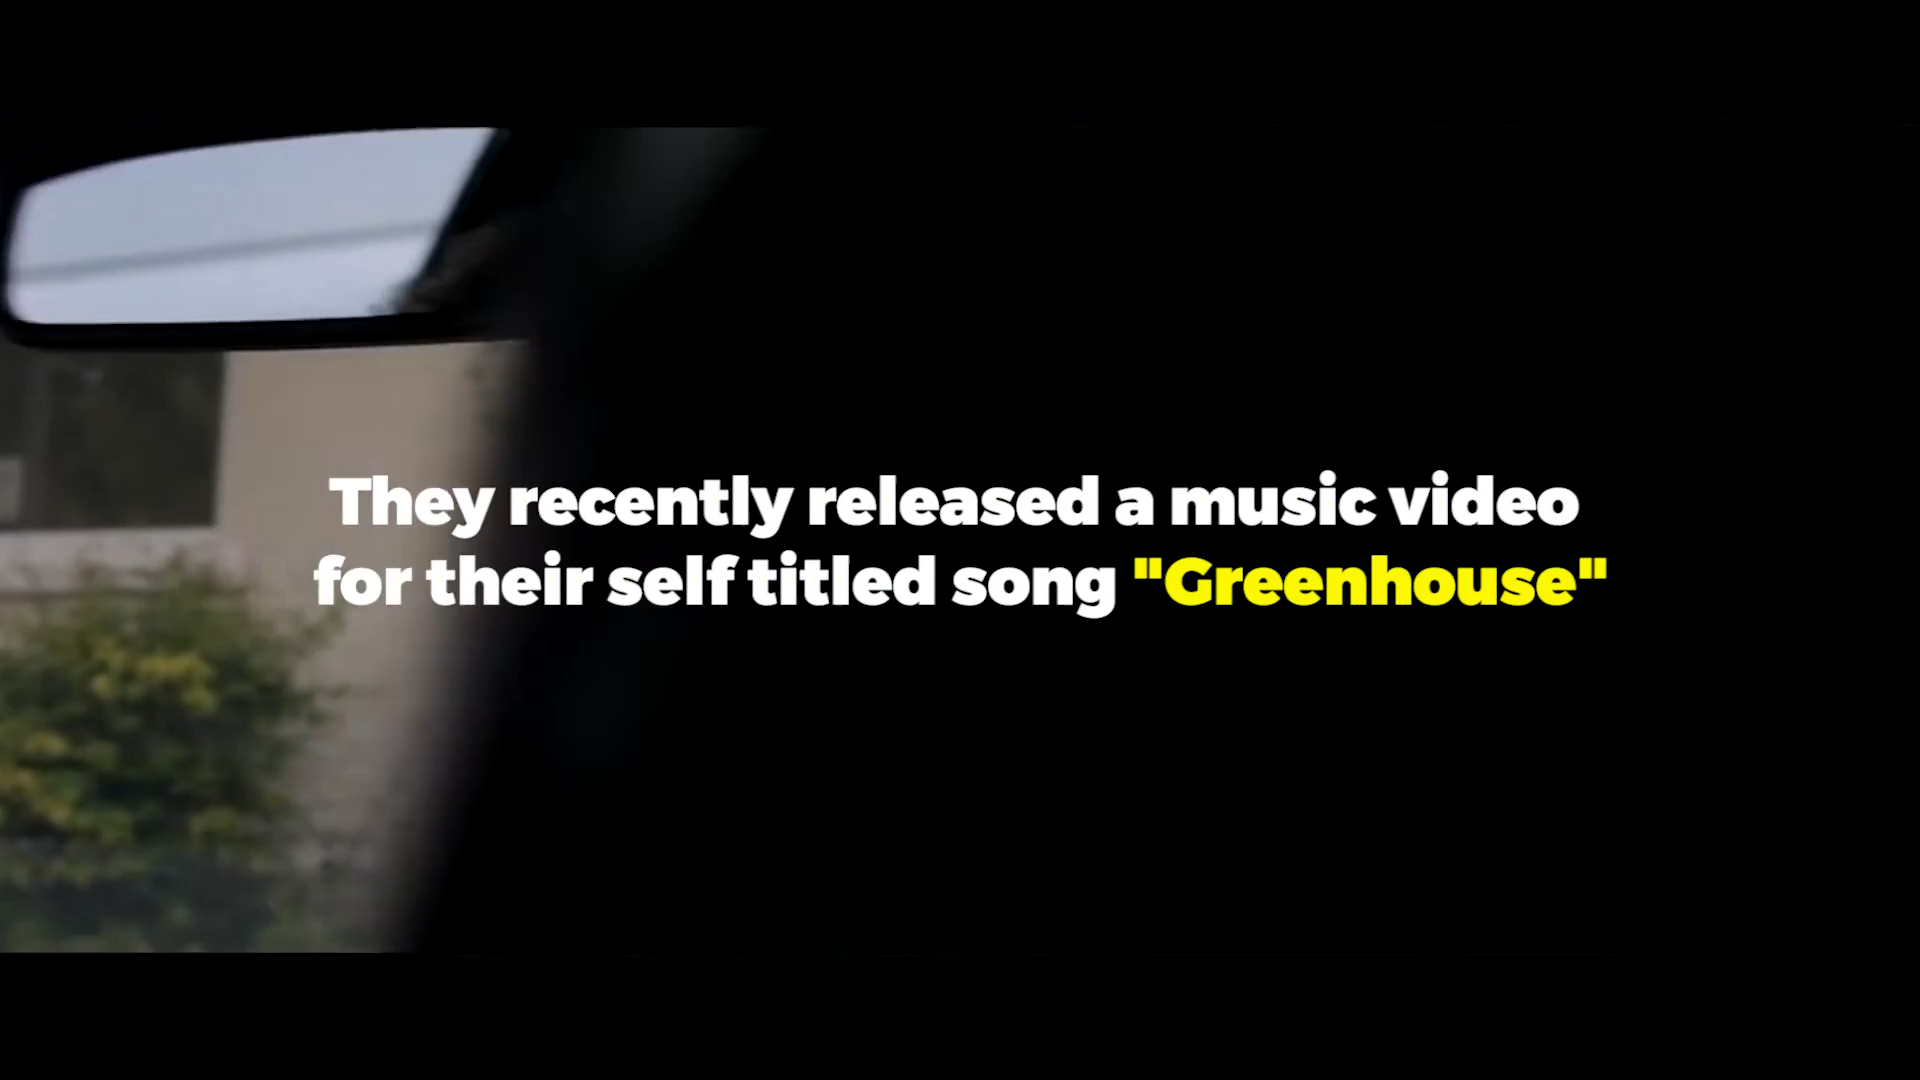 They recently released a music video
for their self titled song "Greenhouse"